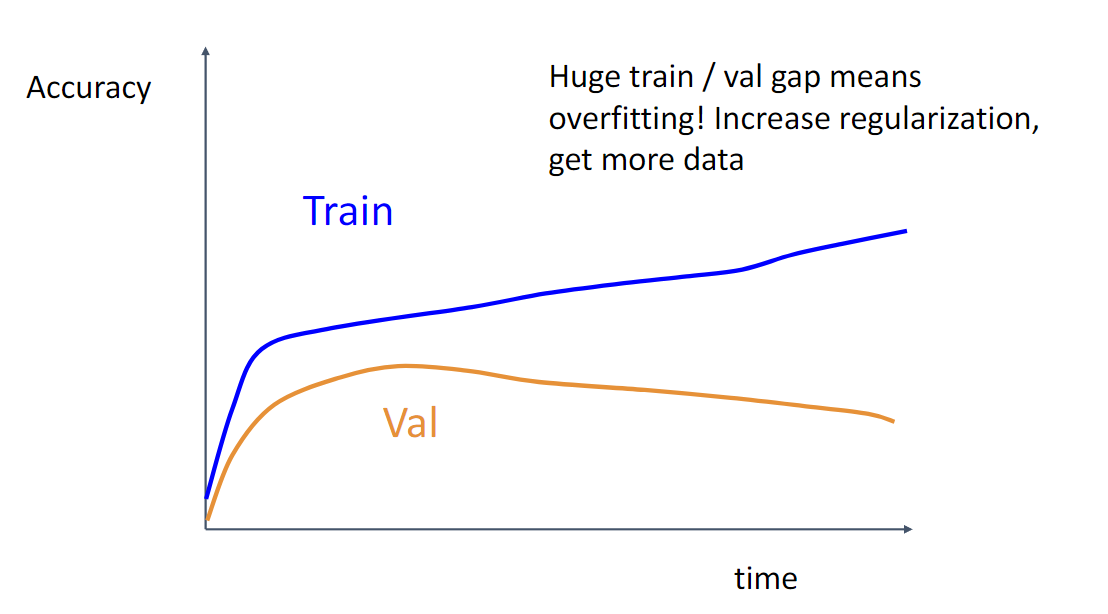 Accuracy
Huge train / val gap means
overfitting! Increase regularization,
get more data
Train
Val
time